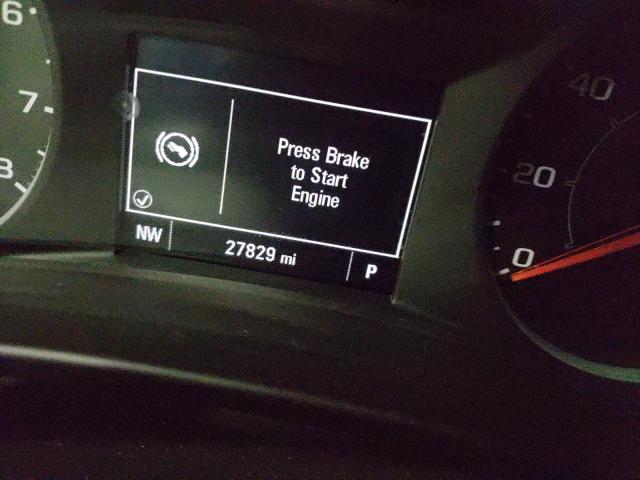 6
7
8
Press Brake
to Start
Engine
NW 27829 mi P
40
20
0